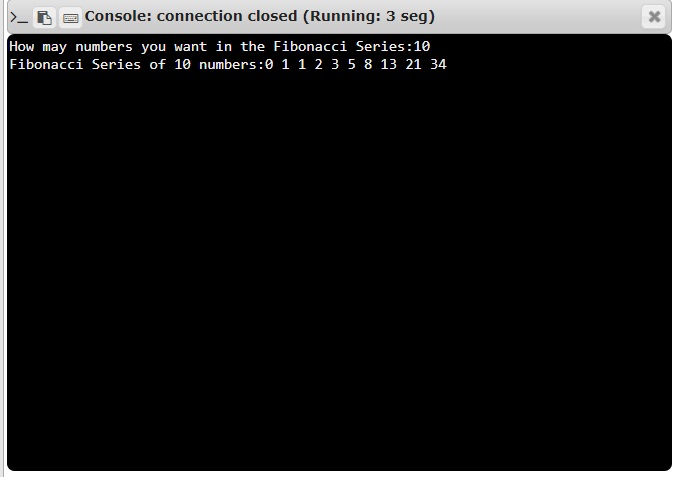 Console: connection closed (Running: 3 seg)
How may numbers you want in the Fibonacci Series:10
Fibonacci Series of 10 numbers:0 1 1 2 3 5 8 13 21 34